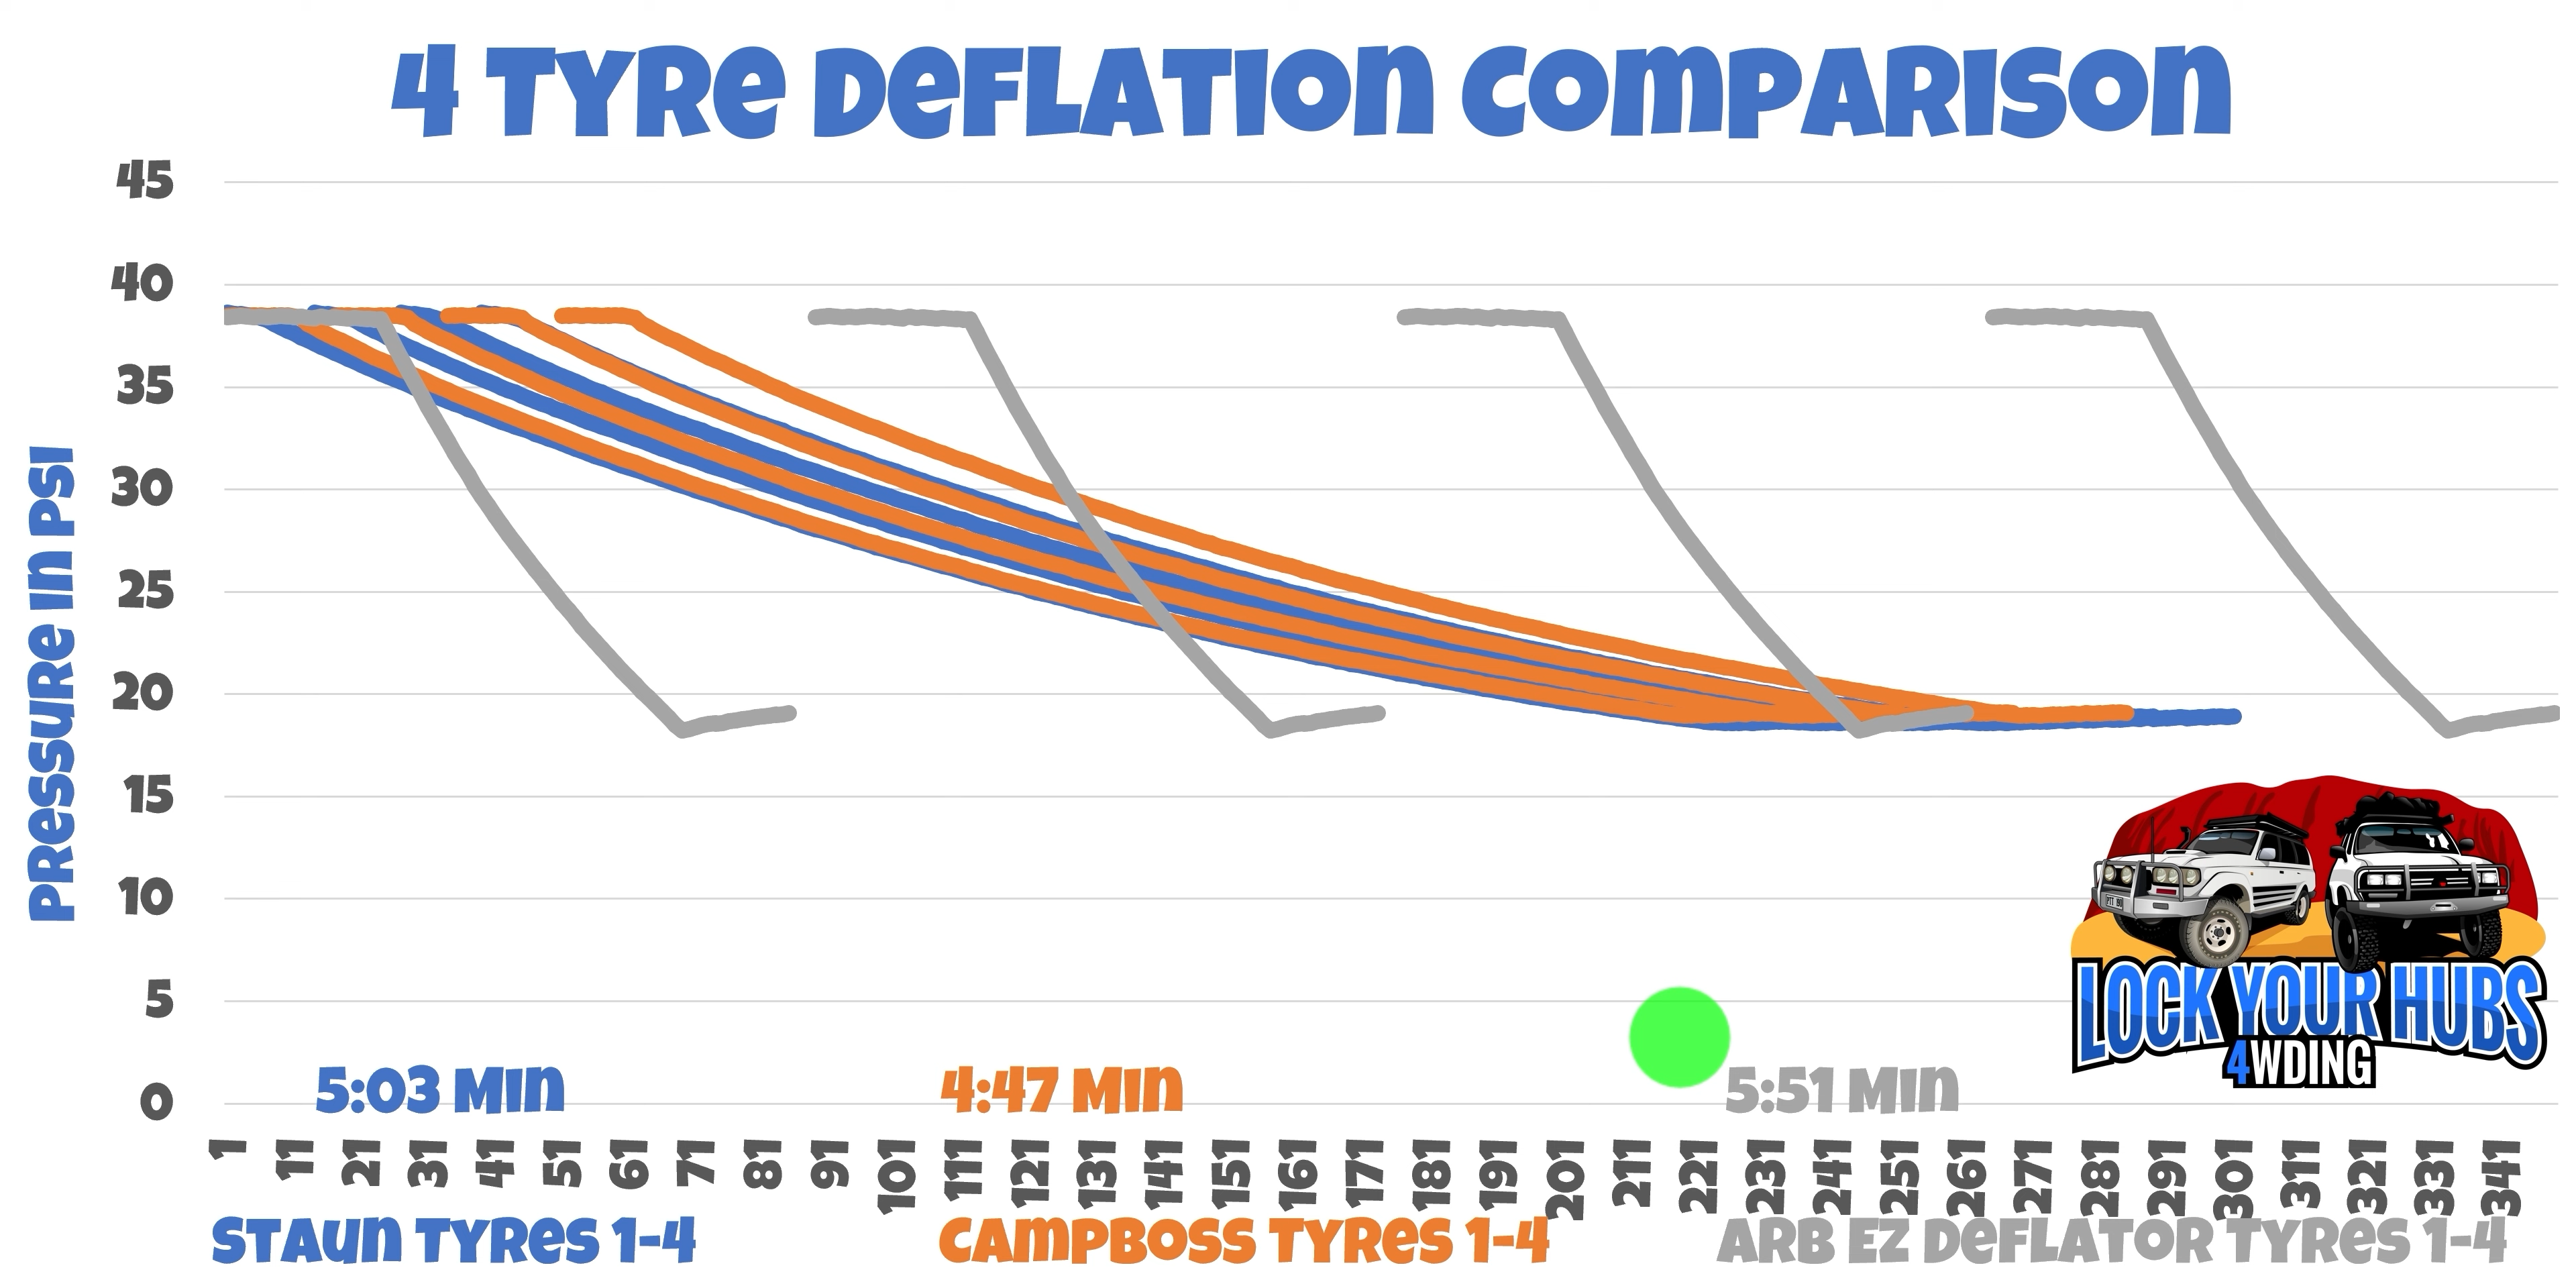 4 Tyre Deflation Comparison
45
40
35
30
25
20
15
10
5
0
Pressure in PSI
5:03 Min
4:47 Min
5:51 Min
1 11 21 31 41 51 61 71 81 91 101 111 121 131 141 151 161 171 181 191 201 211 221 231 241 251 261 271 281 291 301 311 321 331 341
Staun Tyres 1-4
Campboss Tyres 1-4
ARB EZ Deflator Tyres 1-4
LOCK YOUR HUBS
4WDING